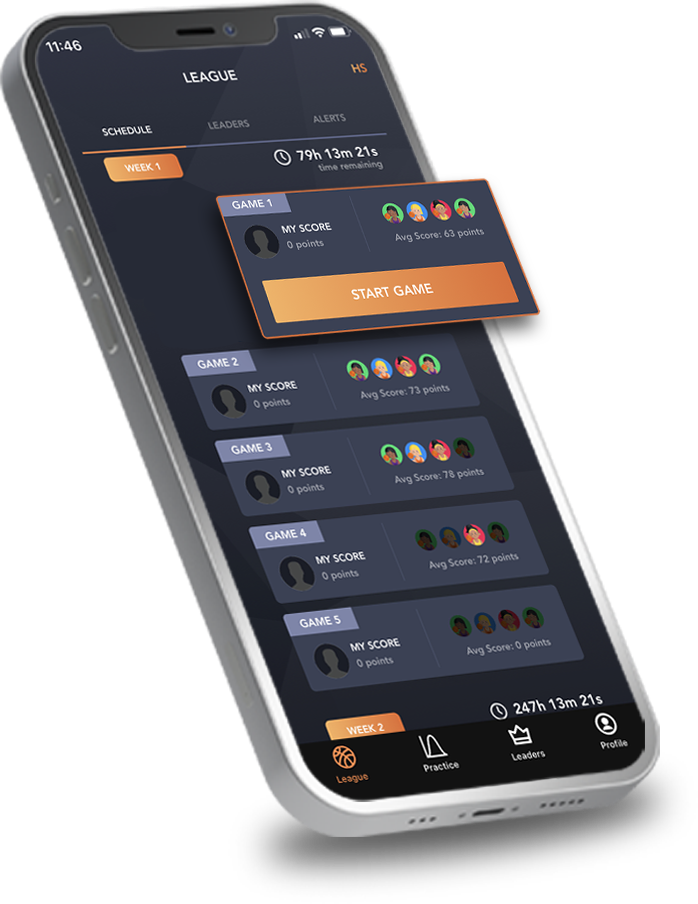 11:46
LEAGUE
HS
SCHEDULE
LEADERS
ALERTS
WEEK 1
79h 13m 21s
time remaining
GAME 1
MY SCORE
0 points
Avg Score: 63 points
START GAME
GAME 2
MY SCORE
0 points
Avg Score: 73 points
GAME 3
MY SCORE
0 points
Avg Score: 78 points
GAME 4
MY SCORE
0 points
Avg Score: 72 points
GAME 5
MY SCORE
0 points
Avg Score: 0 points
WEEK 2
247h 13m 21s
League
Practice
Leaders
Profile